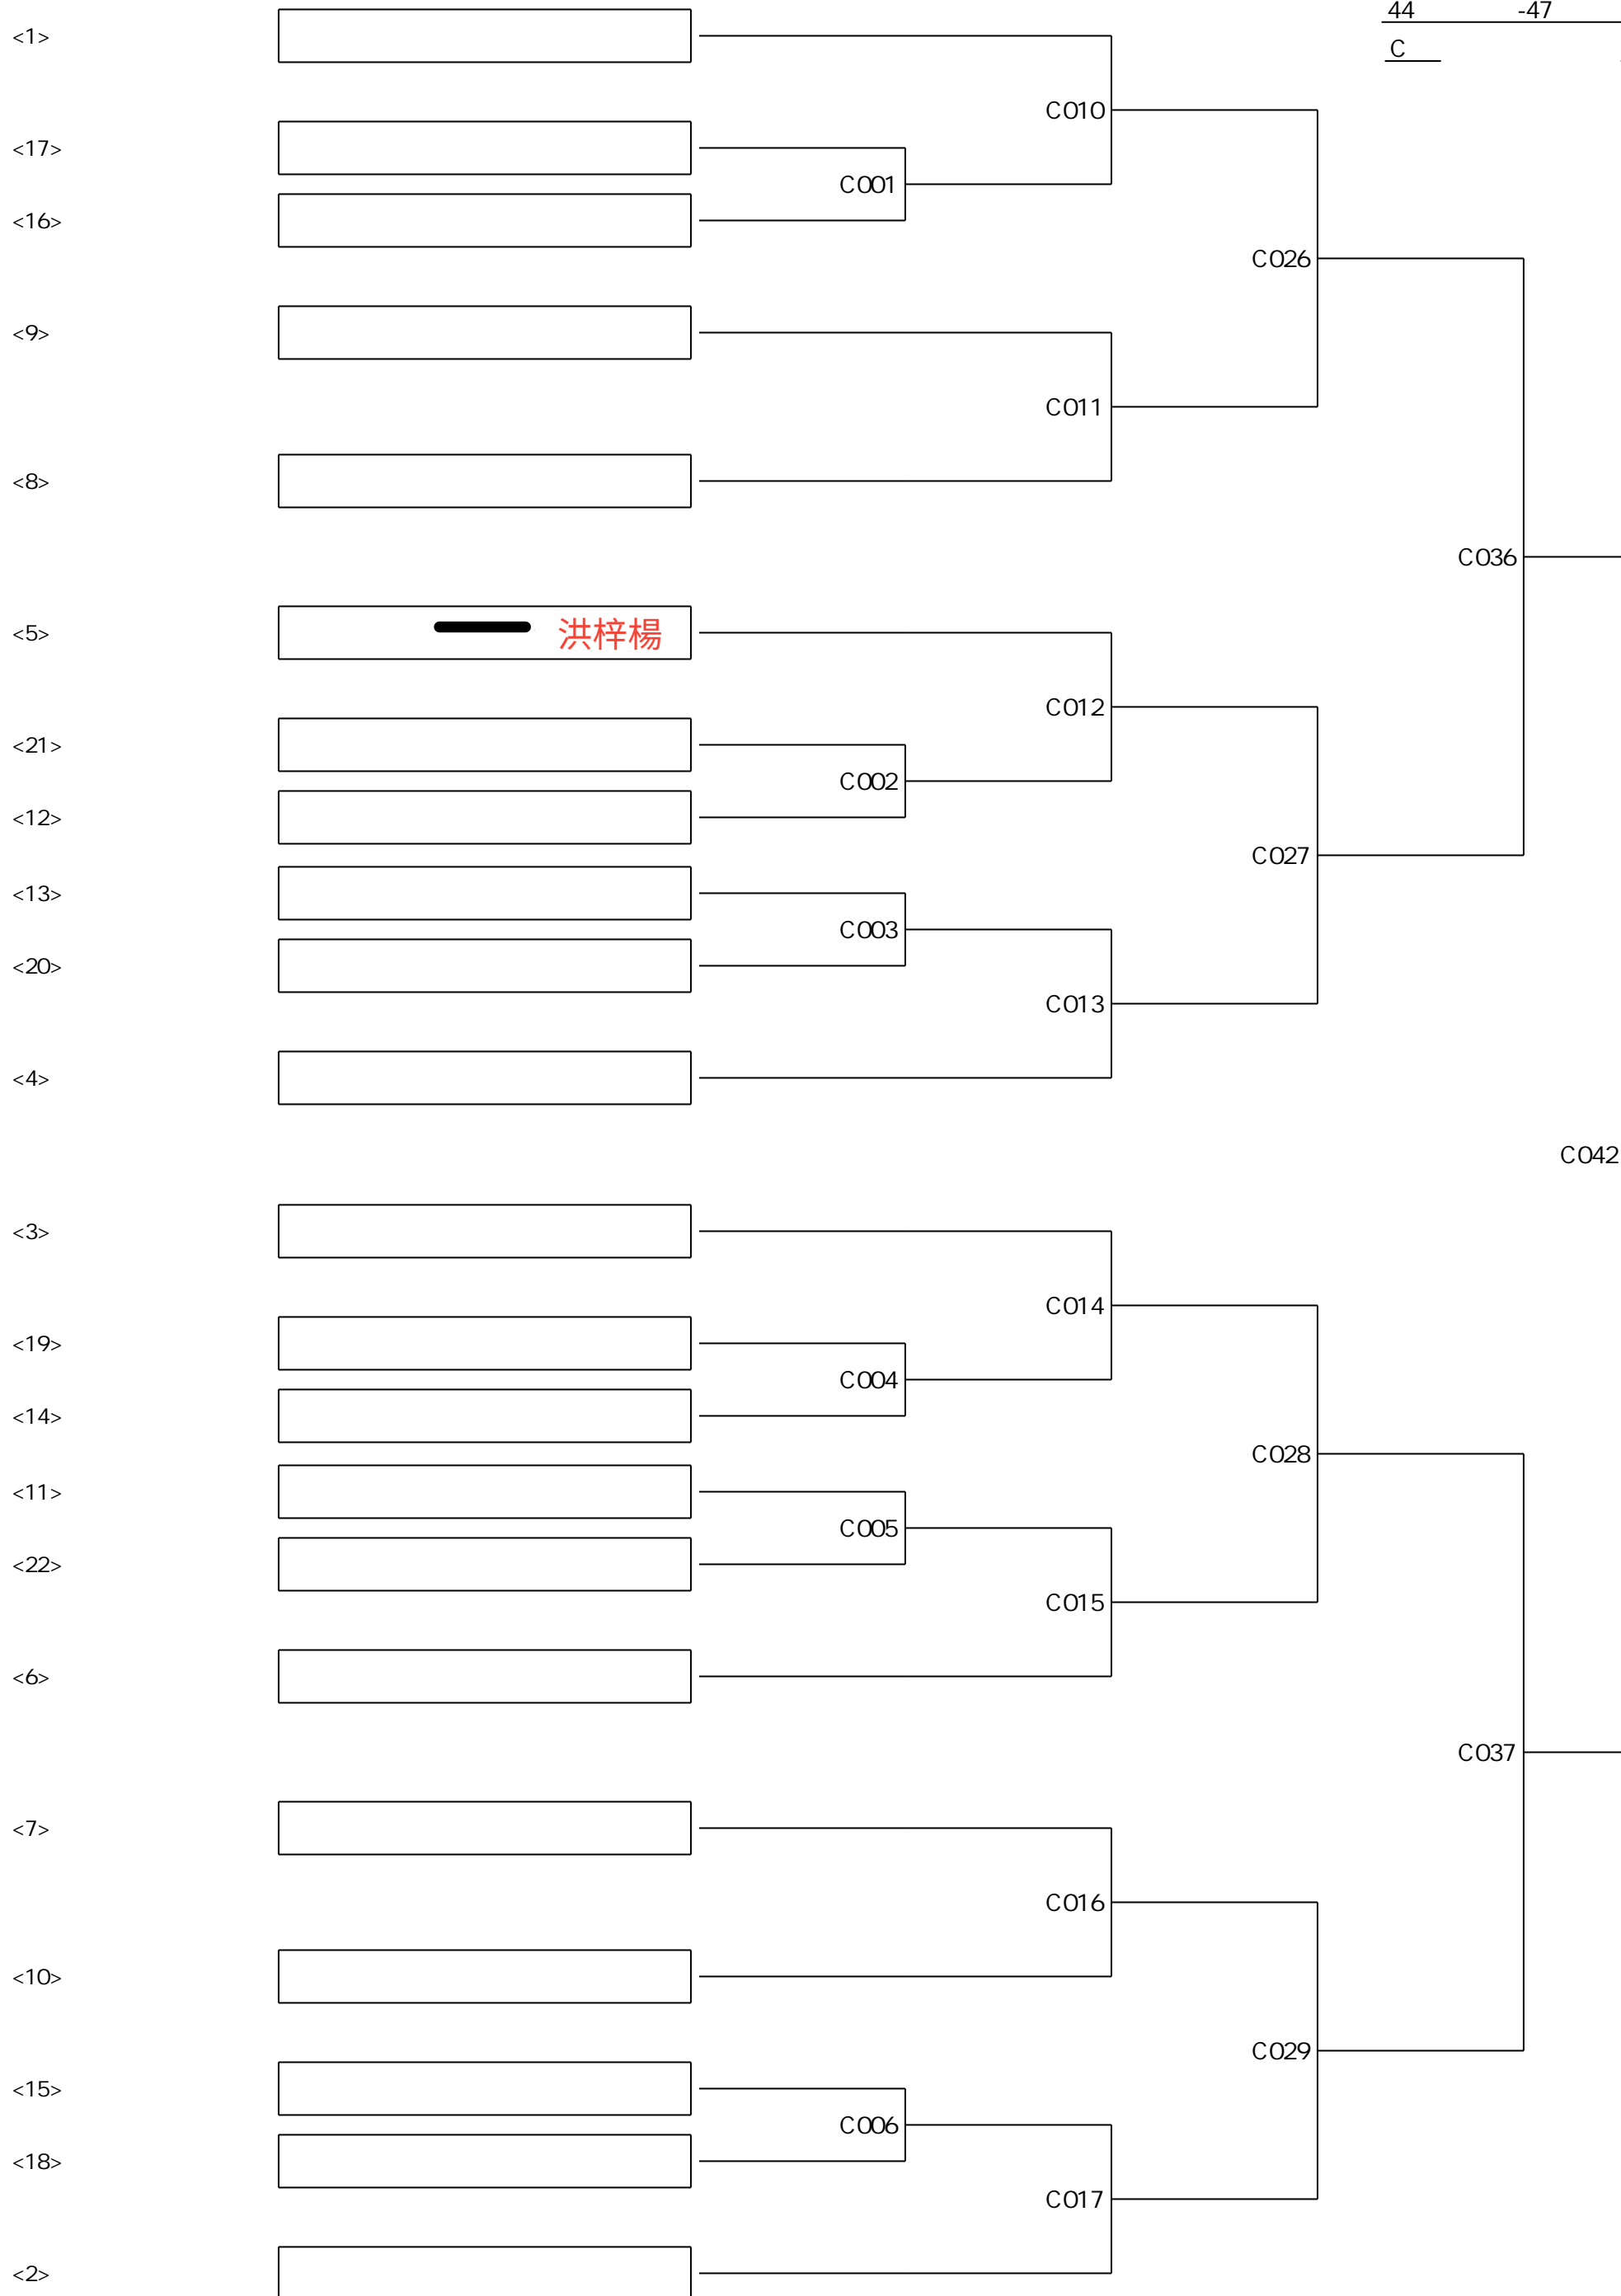 44 -47
<1>
C
C010
<17>
C001
<16>
C026
<9>
C011
<8>
C036
<5> 洪梓楊
C012
<21>
C002
<12>
C027
<13>
C003
<20>
C013
<4>
C042
<3>
C014
<19>
C004
<14>
C028
<11>
C005
<22>
C015
<6>
C037
<7>
C016
<10>
C029
<15>
C006
<18>
C017
<2>